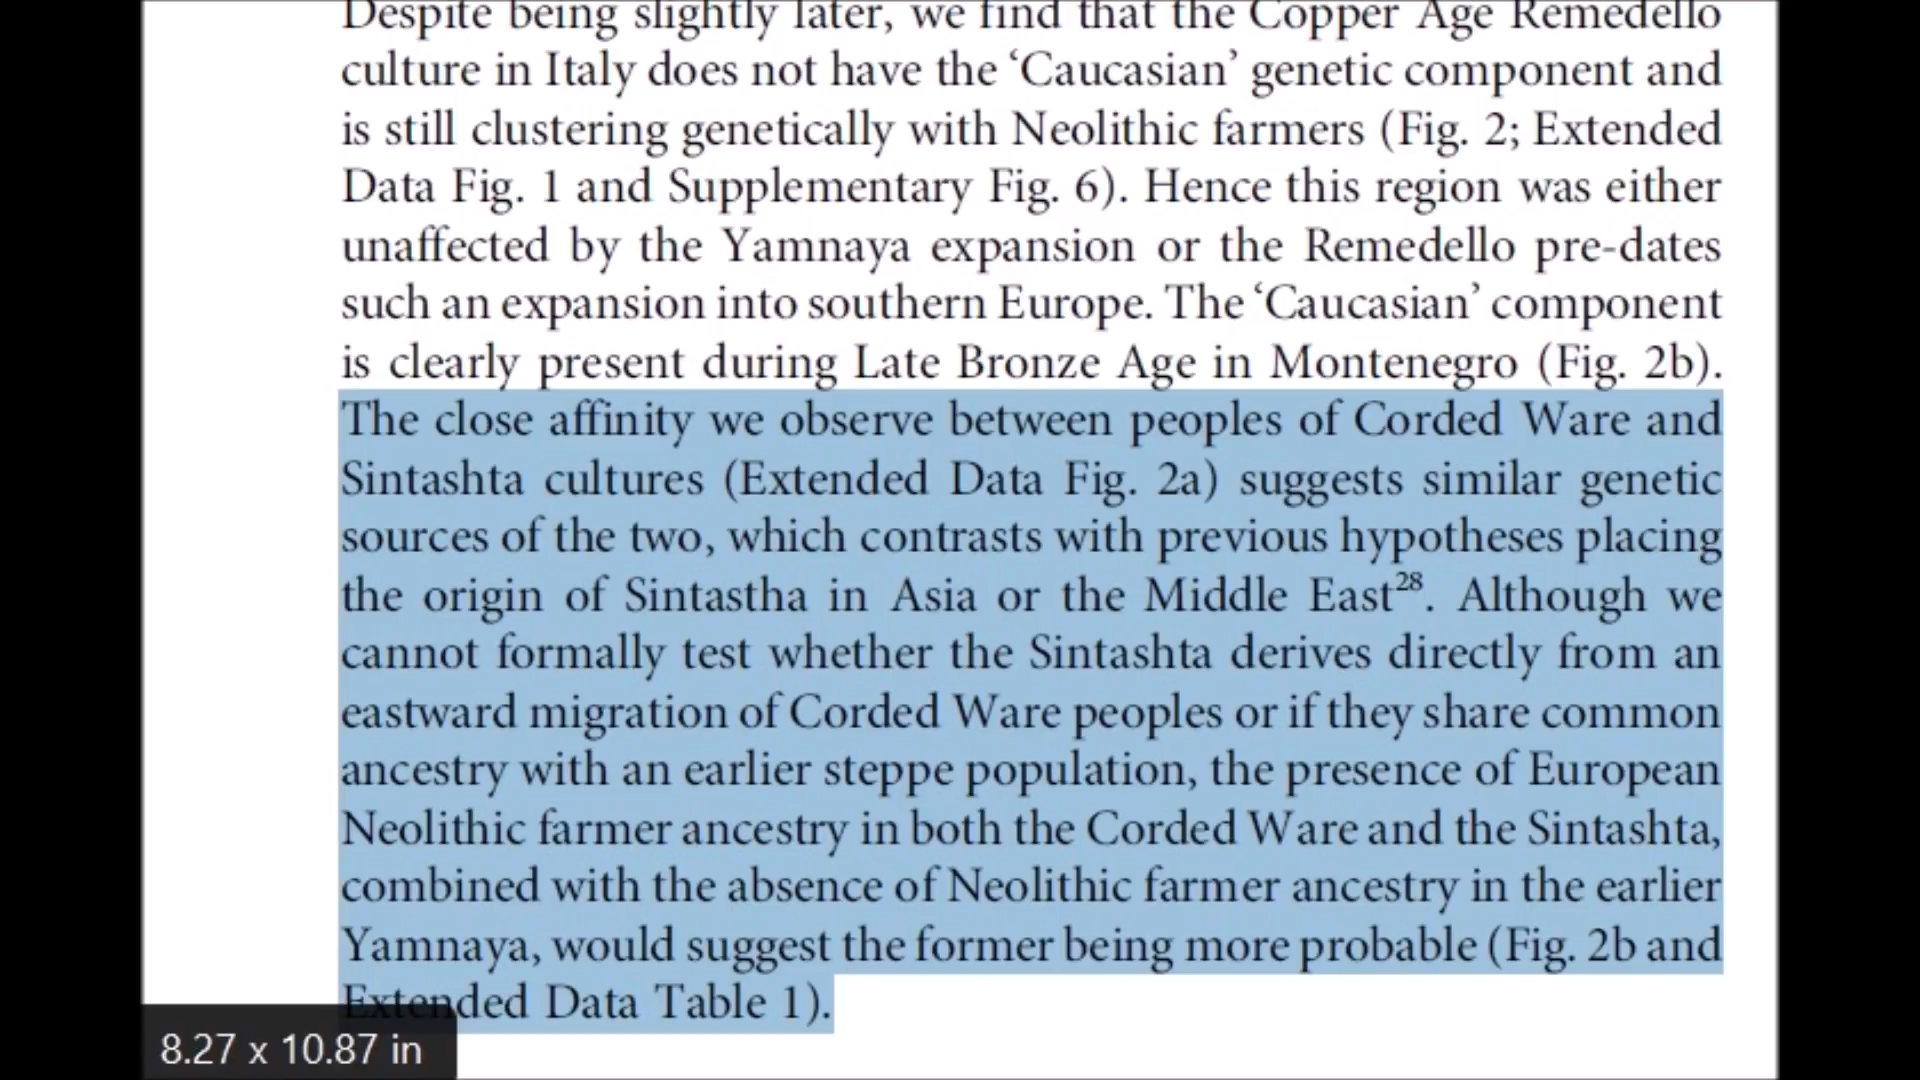 Despite being slightly later, we find that the Copper Age Remedello
culture in Italy does not have the ‘Caucasian’ genetic component and
is still clustering genetically with Neolithic farmers (Fig. 2; Extended
Data Fig. 1 and Supplementary Fig. 6). Hence this region was either
unaffected by the Yamnaya expansion or the Remedello pre-dates
such an expansion into southern Europe. The ‘Caucasian’ component
is clearly present during Late Bronze Age in Montenegro (Fig. 2b).
The close affinity we observe between peoples of Corded Ware and
Sintashta cultures (Extended Data Fig. 2a) suggests similar genetic
sources of the two, which contrasts with previous hypotheses placing
the origin of Sintastha in Asia or the Middle East²⁸. Although we
cannot formally test whether the Sintashta derives directly from an
eastward migration of Corded Ware peoples or if they share common
ancestry with an earlier steppe population, the presence of European
Neolithic farmer ancestry in both the Corded Ware and the Sintashta,
combined with the absence of Neolithic farmer ancestry in the earlier
Yamnaya, would suggest the former being more probable (Fig. 2b and
Extended Data Table 1).
8.27 x 10.87 in